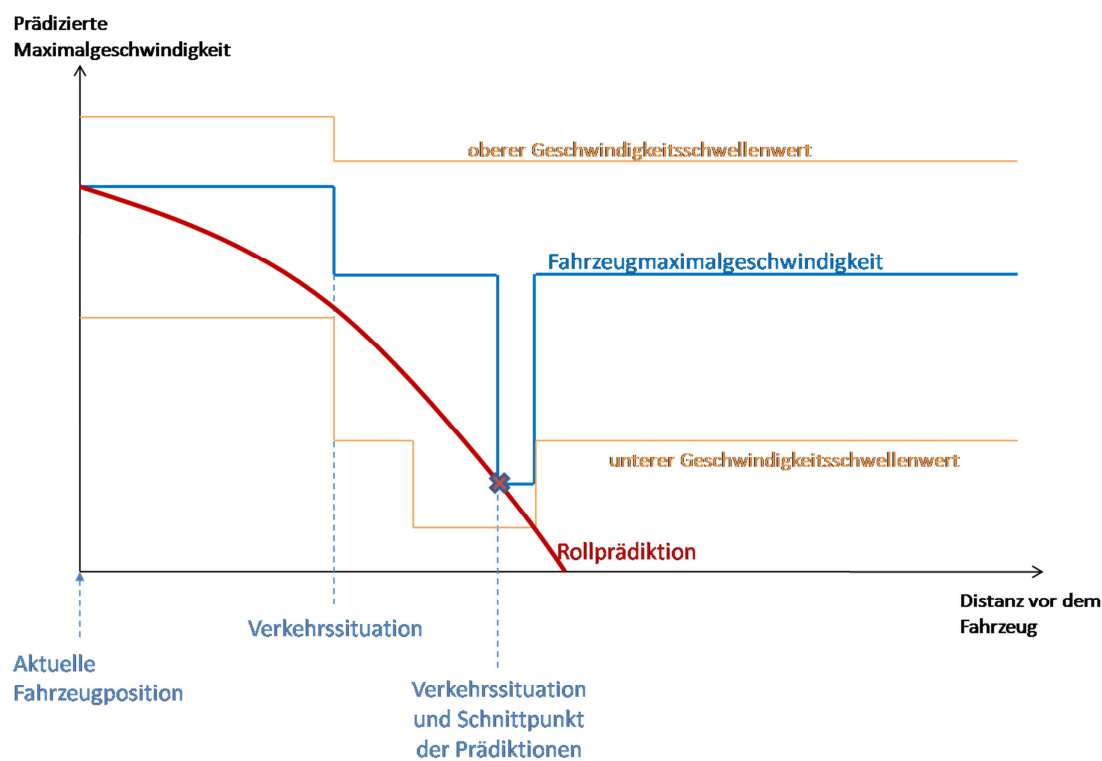 Prädizierte
Maximalgeschwindigkeit
oberer Geschwindigkeitsschwellenwert
Fahrzeugmaximalgeschwindigkeit
unterer Geschwindigkeitsschwellenwert
Rollprädiktion
Distanz vor dem
Fahrzeug
Verkehrssituation
Aktuelle
Fahrzeugposition
Verkehrssituation
und Schnittpunkt
der Prädiktionen